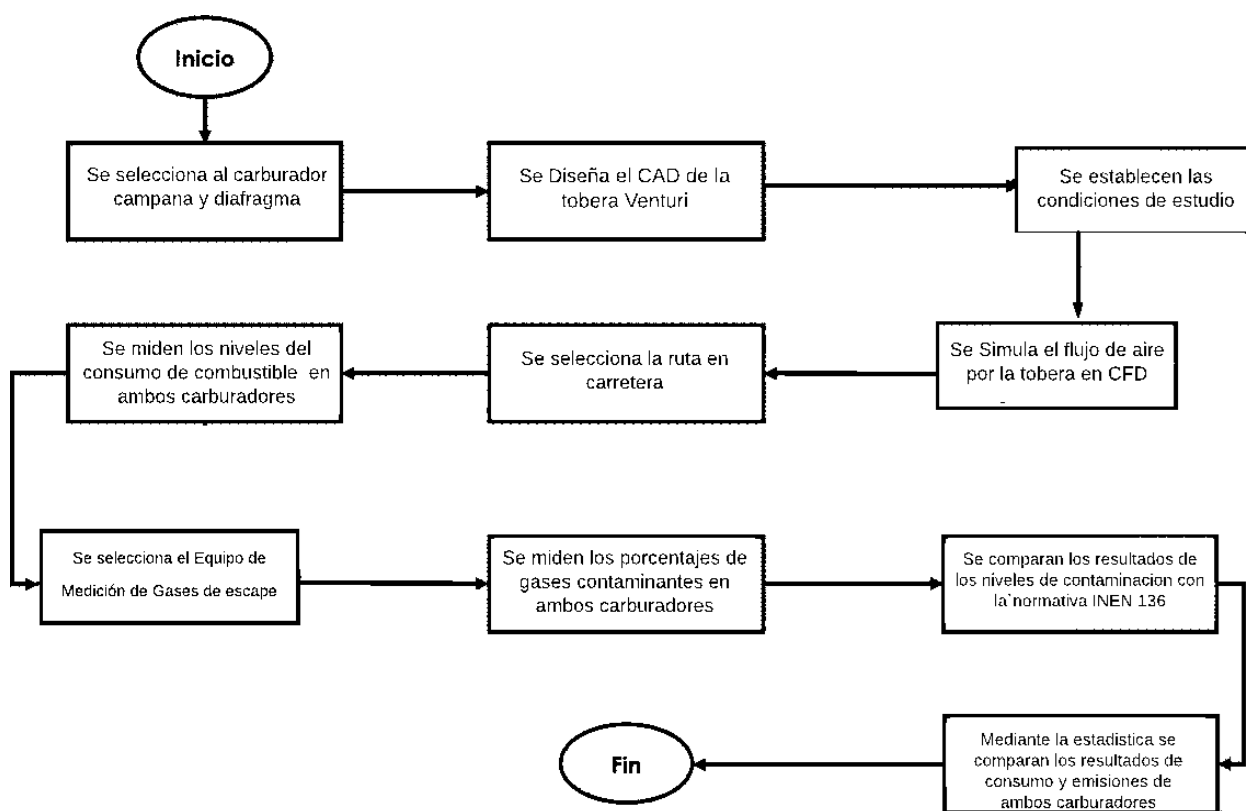 Inicio
Se selecciona al carburador
campana y diafragma
Se Diseña el CAD de la
tobera Venturi
Se establecen las
condiciones de estudio
Se Simula el flujo de aire
por la tobera en CFD
Se selecciona la ruta en
carretera
Se miden los niveles del
consumo de combustible en
ambos carburadores
Se selecciona el Equipo de
Medición de Gases de escape
Se miden los porcentajes de
gases contaminantes en
ambos carburadores
Se comparan los resultados de
los niveles de contaminacion con
la`normativa INEN 136
Mediante la estadistica se
comparan los resultados de
consumo y emisiones de
ambos carburadores
Fin